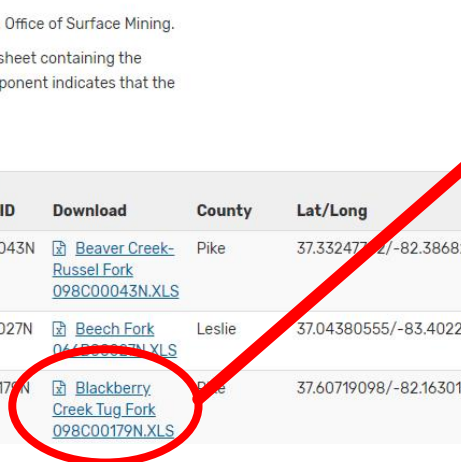 Office of Surface Mining.
sheet containing the
ponent indicates that the
ID Download County Lat/Long
043N Beaver Creek- Pike
Russel Fork
098C00043N.XLS
027N Beech Fork Leslie 37.04380555/-83.4022
Blackberry 37.60719098/-82.16301
Creek Tug Fork
098C00179N.XLS